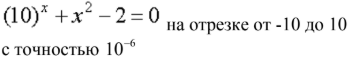 (10)^x + x^2 - 2 = 0 на отрезке от -10 до 10
с точностью 10^-6